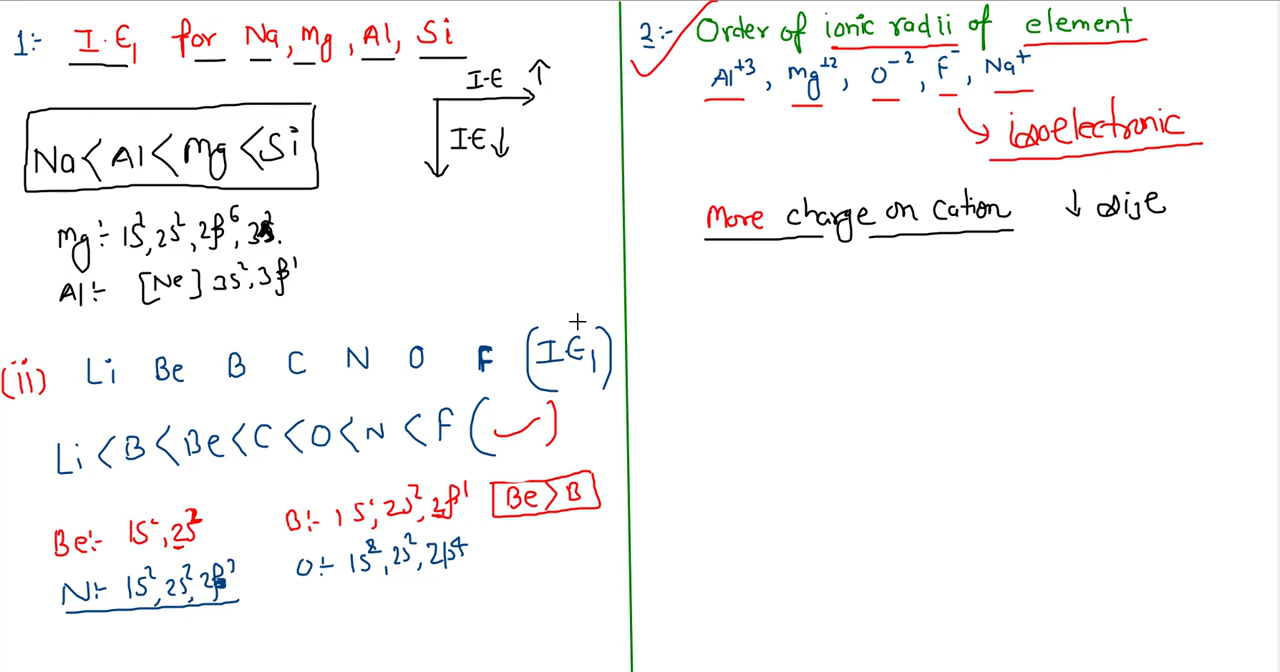 1:- I.E₁ for Na, Mg, Al, Si
I.E ↑
I.E ↓
Na < Al < Mg < Si
Mg:- 1S², 2S², 2p⁶, 3S².
Al:- [Ne] 3S², 3p¹
(ii) Li Be B C N O F (IE₁)
Li < B < Be < C < O < N < F (✓)
Be:- 1S², 2S² B:- 1S², 2S², 2p¹ Be > B
N:- 1S², 2S², 2p³ O:- 1S², 2S², 2p⁴
2:- Order of ionic radii of element
Al⁺³, Mg⁺², O⁻², F⁻, Na⁺
→ isoelectronic
More charge on cation ↓ size